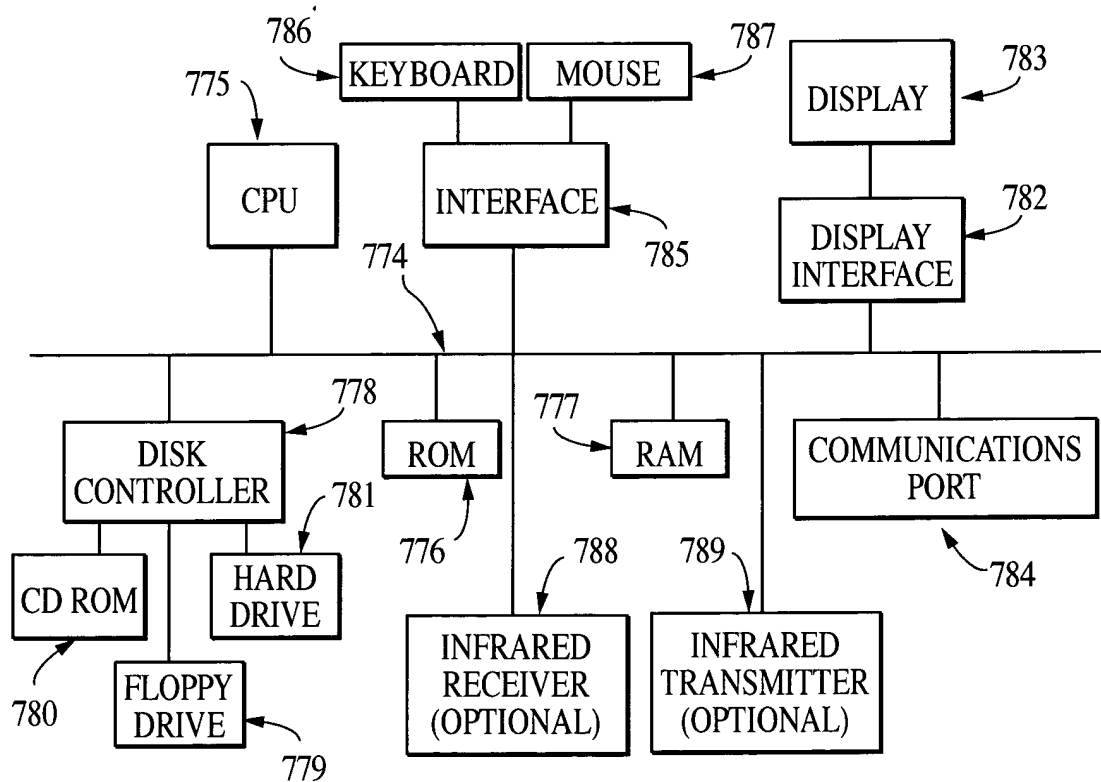 786
KEYBOARD
MOUSE
787
775
783
DISPLAY
CPU
INTERFACE
782
785
DISPLAY
INTERFACE
774
778
777
DISK
CONTROLLER
ROM
RAM
COMMUNICATIONS
PORT
781
776
788
789
784
CD ROM
HARD
DRIVE
780
FLOPPY
DRIVE
779
INFRARED
RECEIVER
(OPTIONAL)
INFRARED
TRANSMITTER
(OPTIONAL)